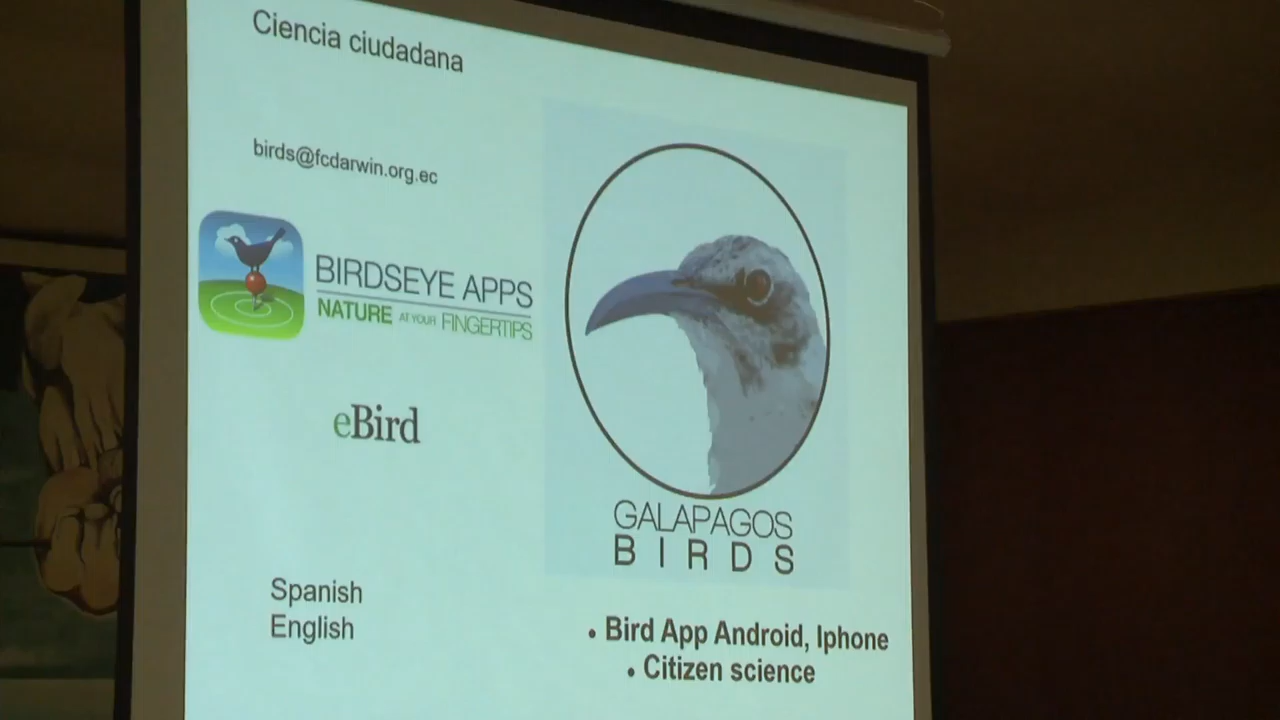 Ciencia ciudadana
birds@fcdarwin.org.ec
BIRDSEYE APPS
NATURE AT YOUR FINGERTIPS
eBird
GALAPAGOS
BIRDS
Spanish
English
• Bird App Android, Iphone
• Citizen science